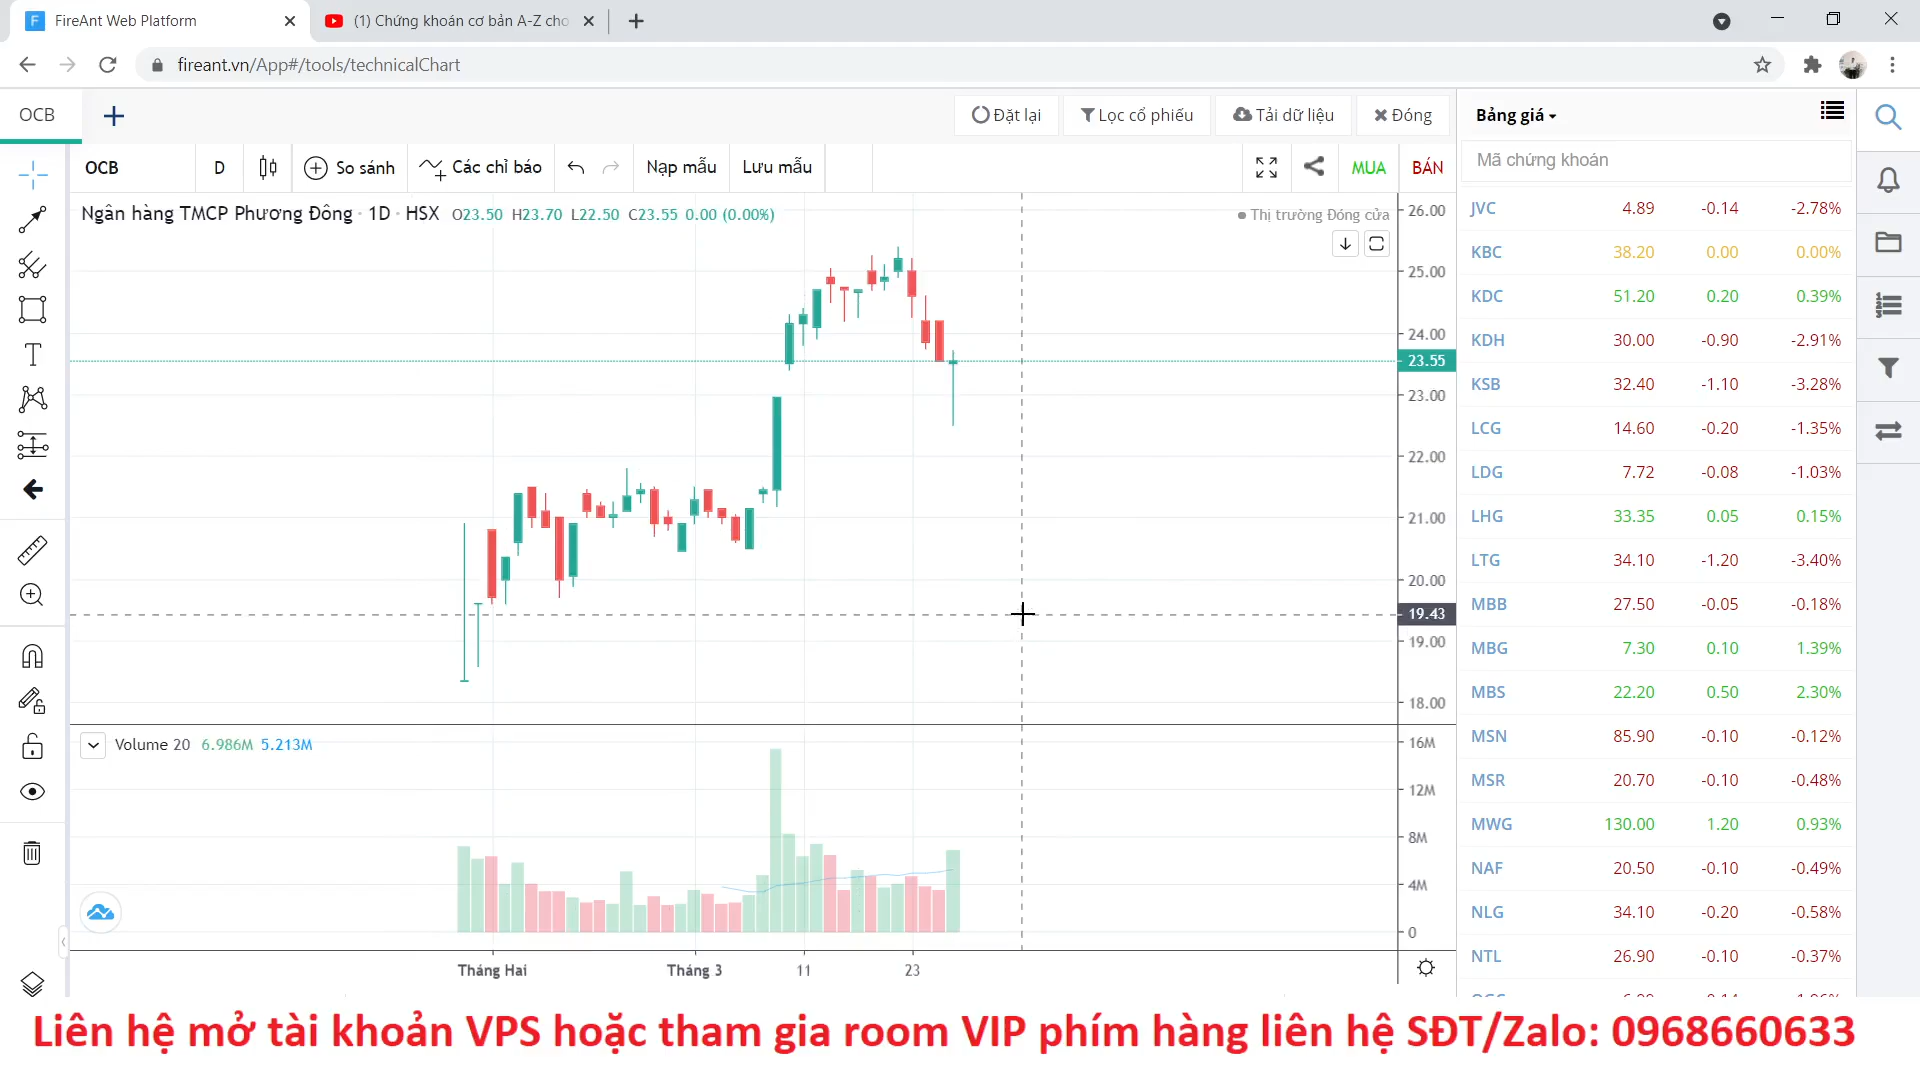 FireAnt Web Platform
(1) Chứng khoán cơ bản A-Z cho
fireant.vn/App#/tools/technicalChart
OCB
Đặt lại
Lọc cổ phiếu
Tải dữ liệu
Đóng
Bảng giá
OCB
D
So sánh
Các chỉ báo
Nạp mẫu
Lưu mẫu
MUA
BÁN
Mã chứng khoán
Ngân hàng TMCP Phương Đông · 1D · HSX O23.50 H23.70 L22.50 C23.55 0.00 (0.00%)
Thị trường Đóng cửa
26.00
25.00
24.00
23.55
23.00
22.00
21.00
20.00
19.43
19.00
18.00
Volume 20 6.986M 5.213M
16M
12M
8M
4M
0
Tháng Hai
Tháng 3
11
23
JVC 4.89 -0.14 -2.78%
KBC 38.20 0.00 0.00%
KDC 51.20 0.20 0.39%
KDH 30.00 -0.90 -2.91%
KSB 32.40 -1.10 -3.28%
LCG 14.60 -0.20 -1.35%
LDG 7.72 -0.08 -1.03%
LHG 33.35 0.05 0.15%
LTG 34.10 -1.20 -3.40%
MBB 27.50 -0.05 -0.18%
MBG 7.30 0.10 1.39%
MBS 22.20 0.50 2.30%
MSN 85.90 -0.10 -0.12%
MSR 20.70 -0.10 -0.48%
MWG 130.00 1.20 0.93%
NAF 20.50 -0.10 -0.49%
NLG 34.10 -0.20 -0.58%
NTL 26.90 -0.10 -0.37%
Liên hệ mở tài khoản VPS hoặc tham gia room VIP phím hàng liên hệ SĐT/Zalo: 0968660633